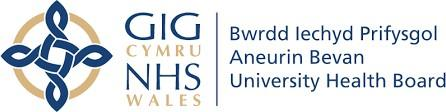 GIG
CYMRU
NHS
WALES
Bwrdd Iechyd Prifysgol
Aneurin Bevan
University Health Board